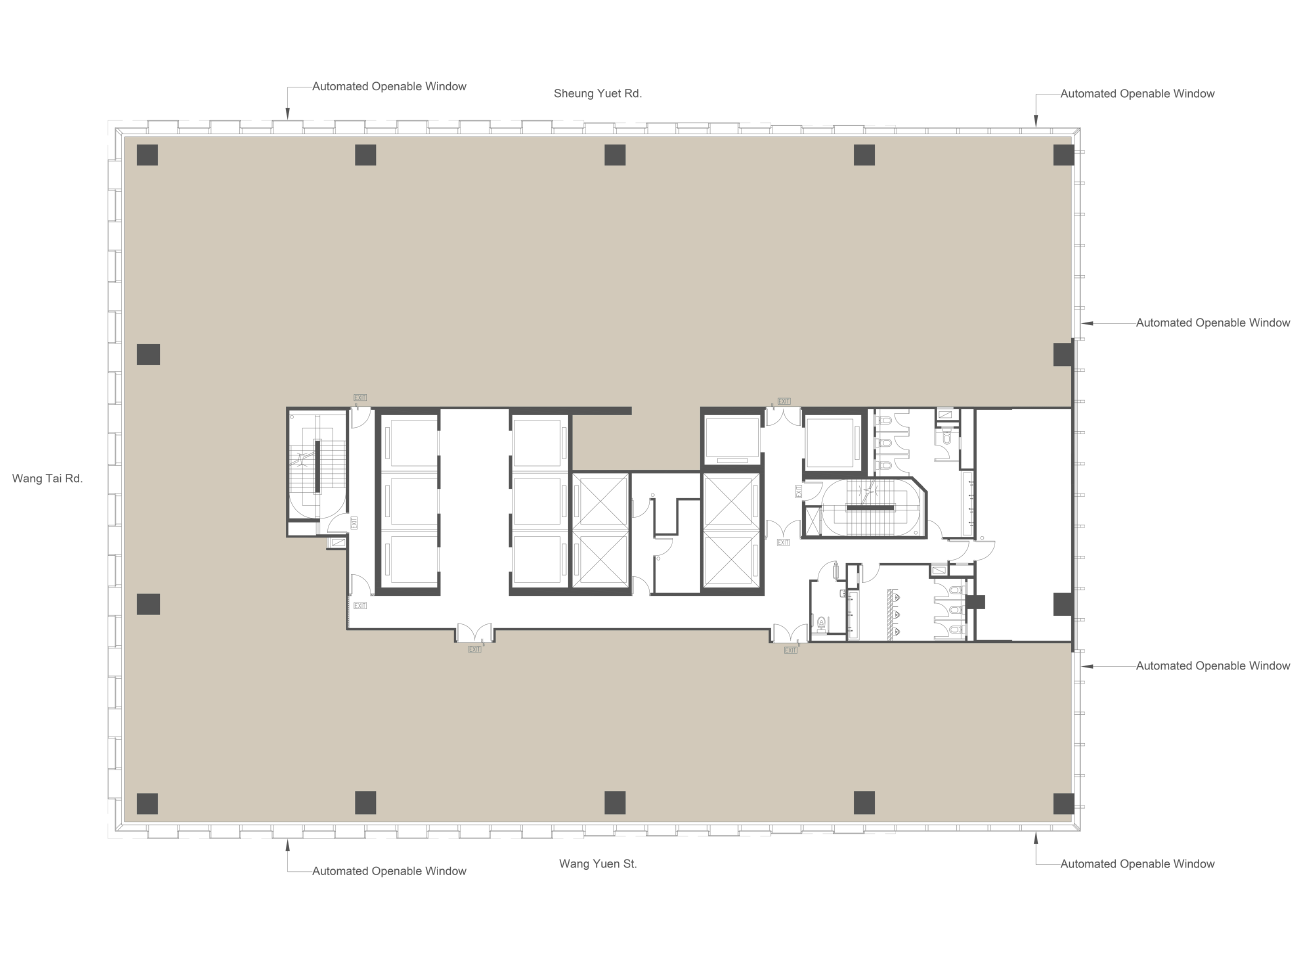 Automated Openable Window
Sheung Yuet Rd.
Automated Openable Window
Automated Openable Window
EXIT
EXIT
Wang Tai Rd.
EXIT
EXIT
EXIT
EXIT
EXIT
EXIT
Automated Openable Window
Wang Yuen St.
Automated Openable Window
Automated Openable Window